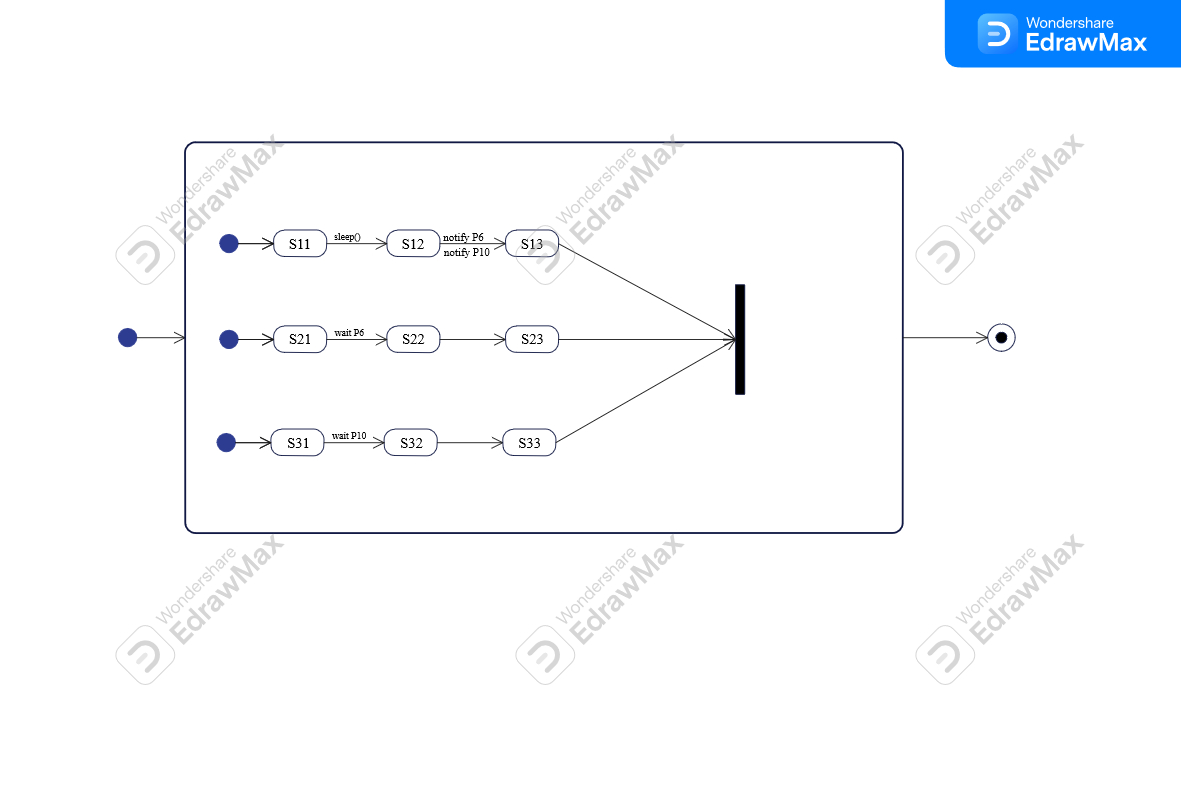 Wondershare
EdrawMax
Wondershare
EdrawMax
Wondershare
EdrawMax
Wondershare
EdrawMax
S11
sleep()
S12
notify P6
notify P10
S13
S21
wait P6
S22
S23
S31
wait P10
S32
S33
Wondershare
EdrawMax
Wondershare
EdrawMax
Wondershare
EdrawMax